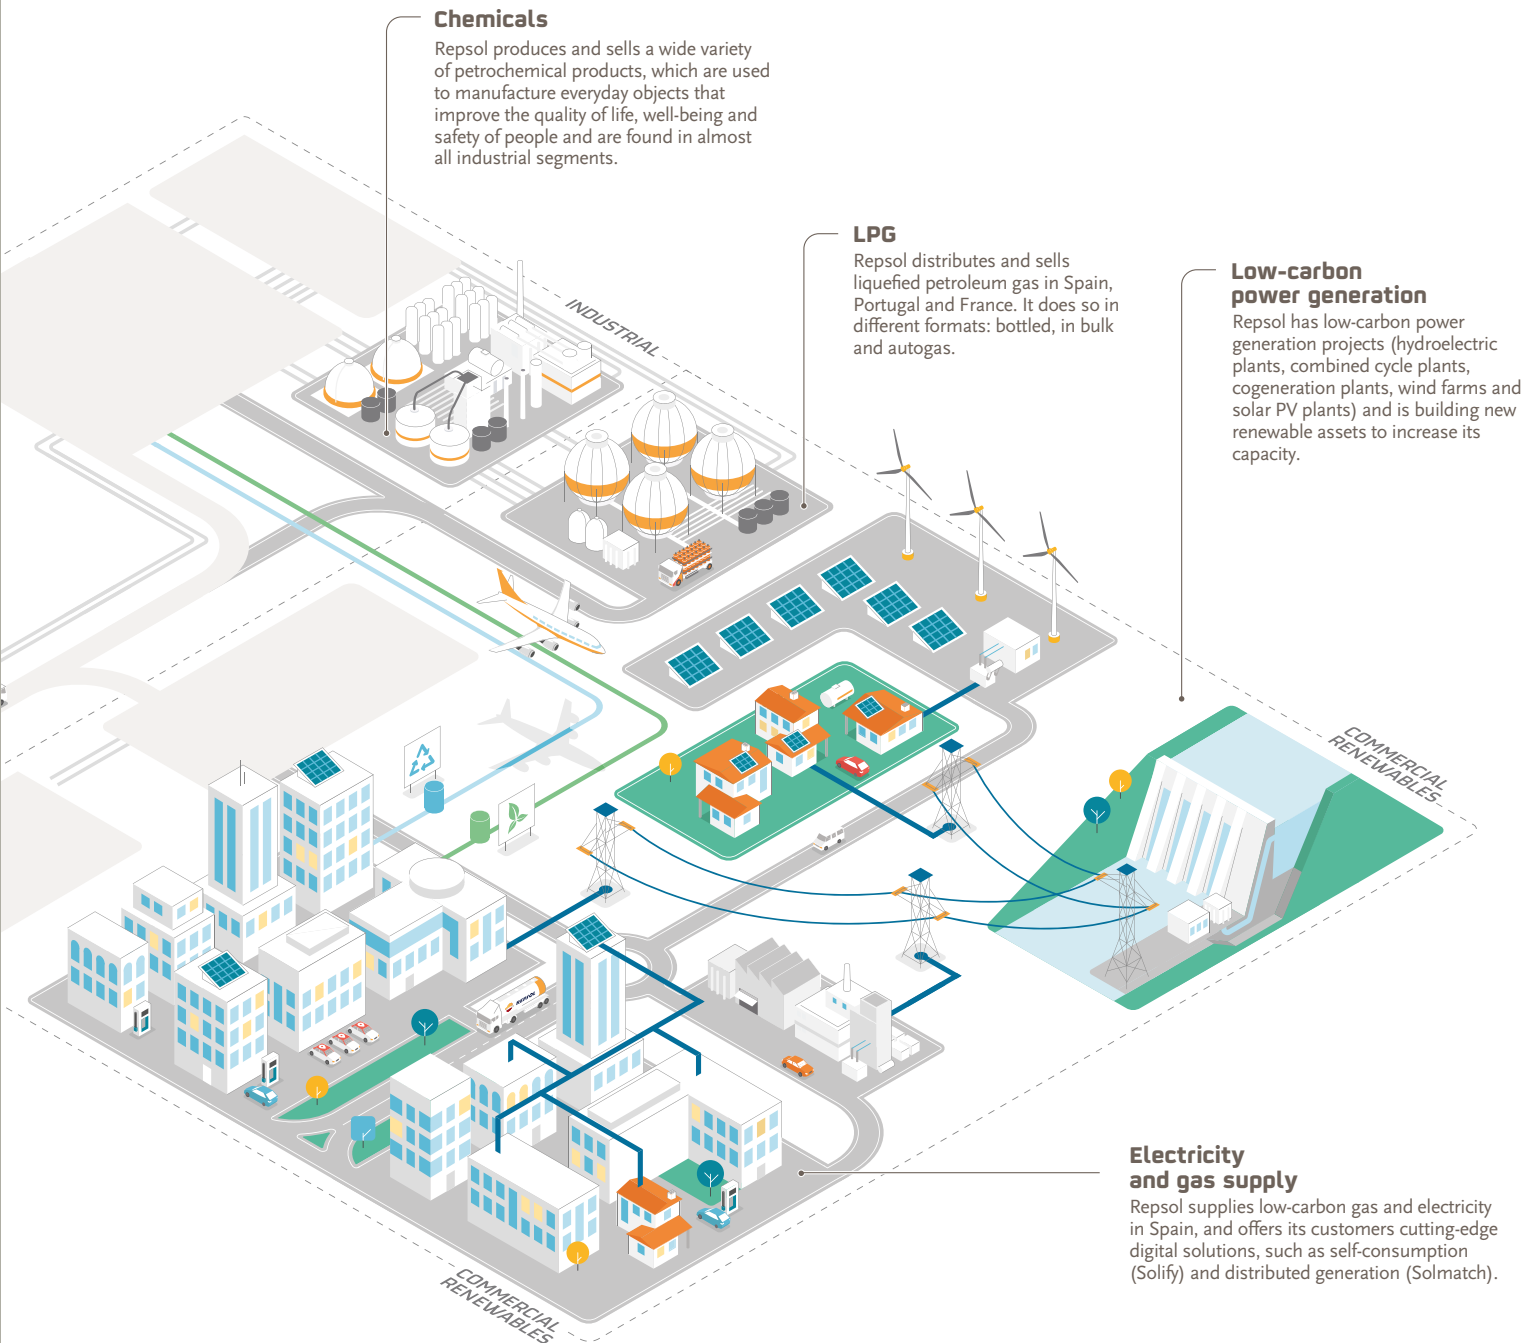 Chemicals
Repsol produces and sells a wide variety
of petrochemical products, which are used
to manufacture everyday objects that
improve the quality of life, well-being and
safety of people and are found in almost
all industrial segments.
LPG
Repsol distributes and sells
liquefied petroleum gas in Spain,
Portugal and France. It does so in
different formats: bottled, in bulk
and autogas.
Low-carbon
power generation
Repsol has low-carbon power
generation projects (hydroelectric
plants, combined cycle plants,
cogeneration plants, wind farms and
solar PV plants) and is building new
renewable assets to increase its
capacity.
INDUSTRIAL
COMMERCIAL
RENEWABLES
REPSOL
Electricity
and gas supply
Repsol supplies low-carbon gas and electricity
in Spain, and offers its customers cutting-edge
digital solutions, such as self-consumption
(Solify) and distributed generation (Solmatch).
COMMERCIAL
RENEWABLES